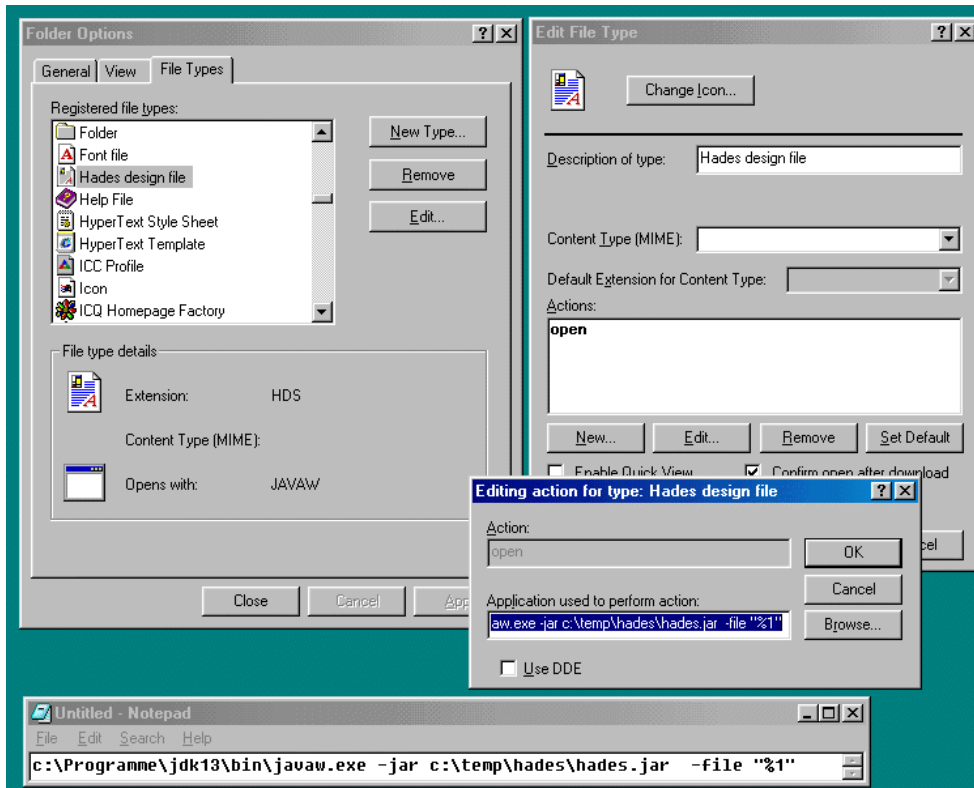 Folder Options
General View File Types
Registered file types:
Folder
Font file
Hades design file
Help File
HyperText Style Sheet
HyperText Template
ICC Profile
Icon
ICQ Homepage Factory
New Type...
Remove
Edit...
File type details
Extension: HDS
Content Type (MIME):
Opens with: JAVAW
Close Cancel App
Edit File Type
Change Icon...
Description of type: Hades design file
Content Type (MIME):
Default Extension for Content Type:
Actions:
open
New... Edit... Remove Set Default
Enable Quick View Confirm open after download
cel
Editing action for type: Hades design file
Action:
open
OK
Cancel
Application used to perform action:
aw.exe -jar c:\temp\hades\hades.jar -file "%1"
Browse...
Use DDE
Untitled - Notepad
File Edit Search Help
c:\Programme\jdk13\bin\javaw.exe -jar c:\temp\hades\hades.jar  -file "%1"